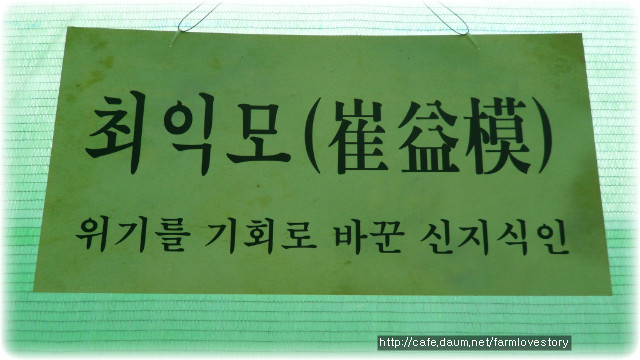 최익모(崔益模)
위기를 기회로 바꾼 신지식인
http://cafe.daum.net/farmlovestory